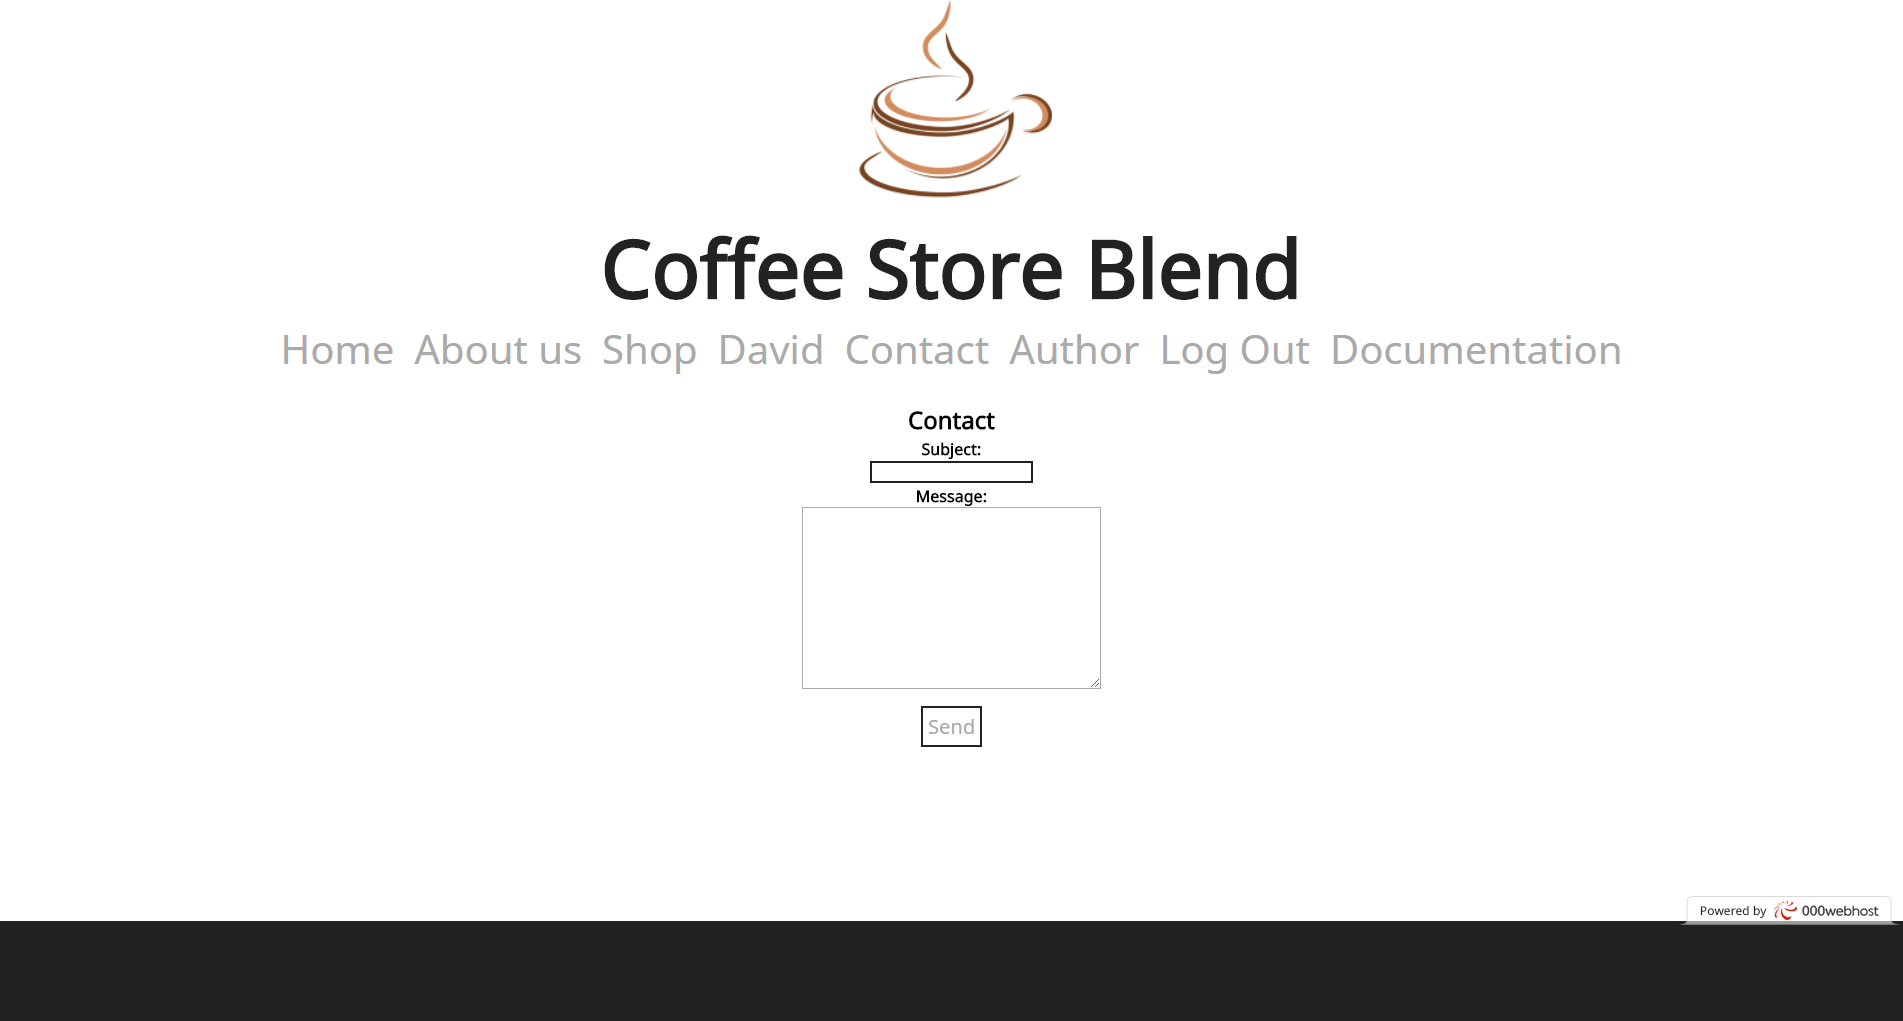 Coffee Store Blend
Home About us Shop David Contact Author Log Out Documentation
Contact
Subject:
Message:
Send
Powered by 000webhost